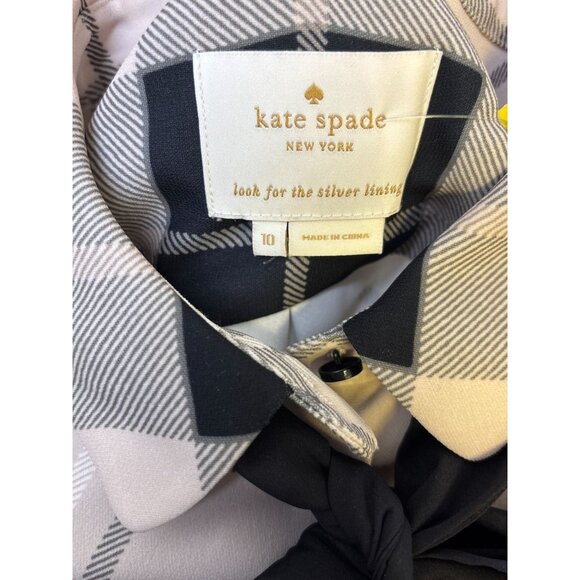 kate spade
NEW YORK
look for the silver lining
10
MADE IN CHINA